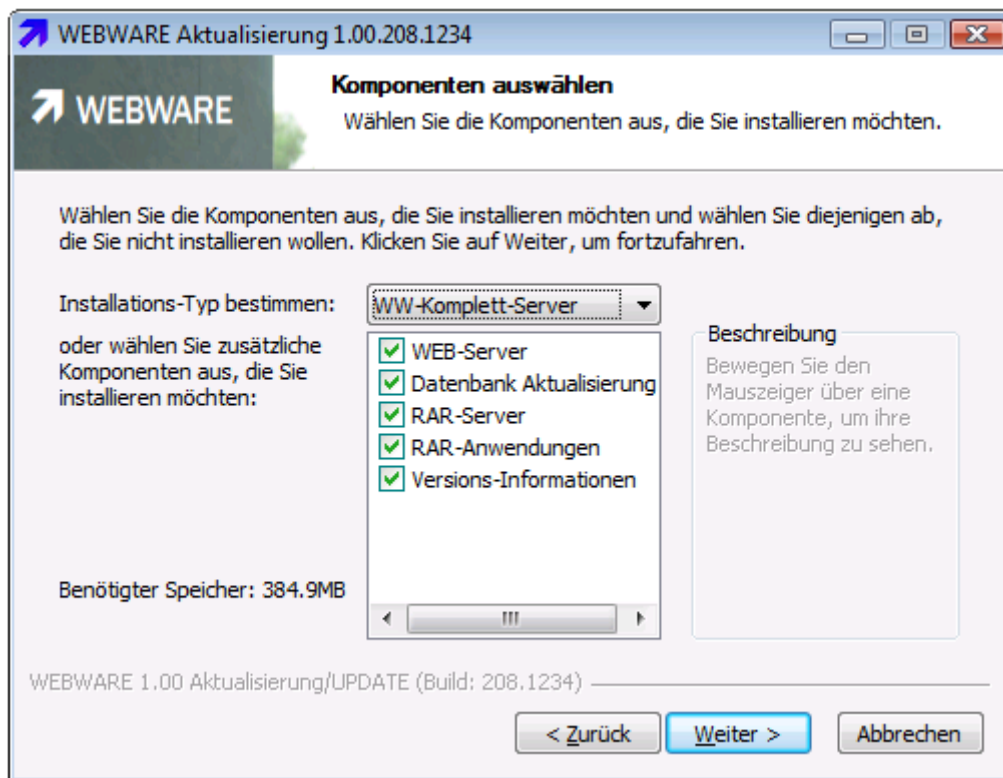 WEBWARE Aktualisierung 1.00.208.1234
WEBWARE
Komponenten auswählen
Wählen Sie die Komponenten aus, die Sie installieren möchten.
Wählen Sie die Komponenten aus, die Sie installieren möchten und wählen Sie diejenigen ab,
die Sie nicht installieren wollen. Klicken Sie auf Weiter, um fortzufahren.
Installations-Typ bestimmen:
WW-Komplett-Server
oder wählen Sie zusätzliche
Komponenten aus, die Sie
installieren möchten:
WEB-Server
Datenbank Aktualisierung
RAR-Server
RAR-Anwendungen
Versions-Informationen
Beschreibung
Bewegen Sie den
Mauszeiger über eine
Komponente, um ihre
Beschreibung zu sehen.
Benötigter Speicher: 384.9MB
WEBWARE 1.00 Aktualisierung/UPDATE (Build: 208.1234)
< Zurück
Weiter >
Abbrechen